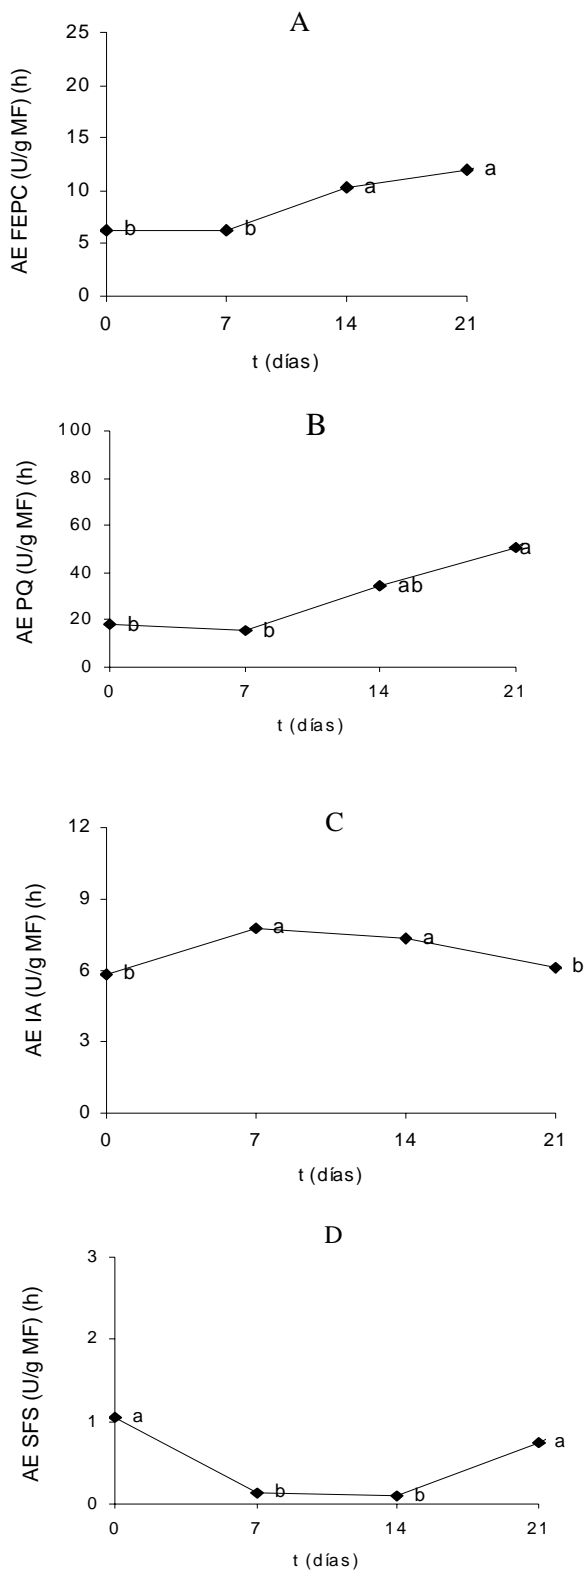 A
AE FEPC (U/g MF) (h)
25
20
15
10
5
0
b
b
a
a
0 7 14 21
t (días)
B
AE PQ (U/g MF) (h)
100
80
60
40
20
0
b
b
ab
a
0 7 14 21
t (días)
C
AE IA (U/g MF) (h)
12
9
6
3
0
b
a
a
b
0 7 14 21
t (días)
D
AE SFS (U/g MF) (h)
3
2
1
0
a
b
b
a
0 7 14 21
t (días)